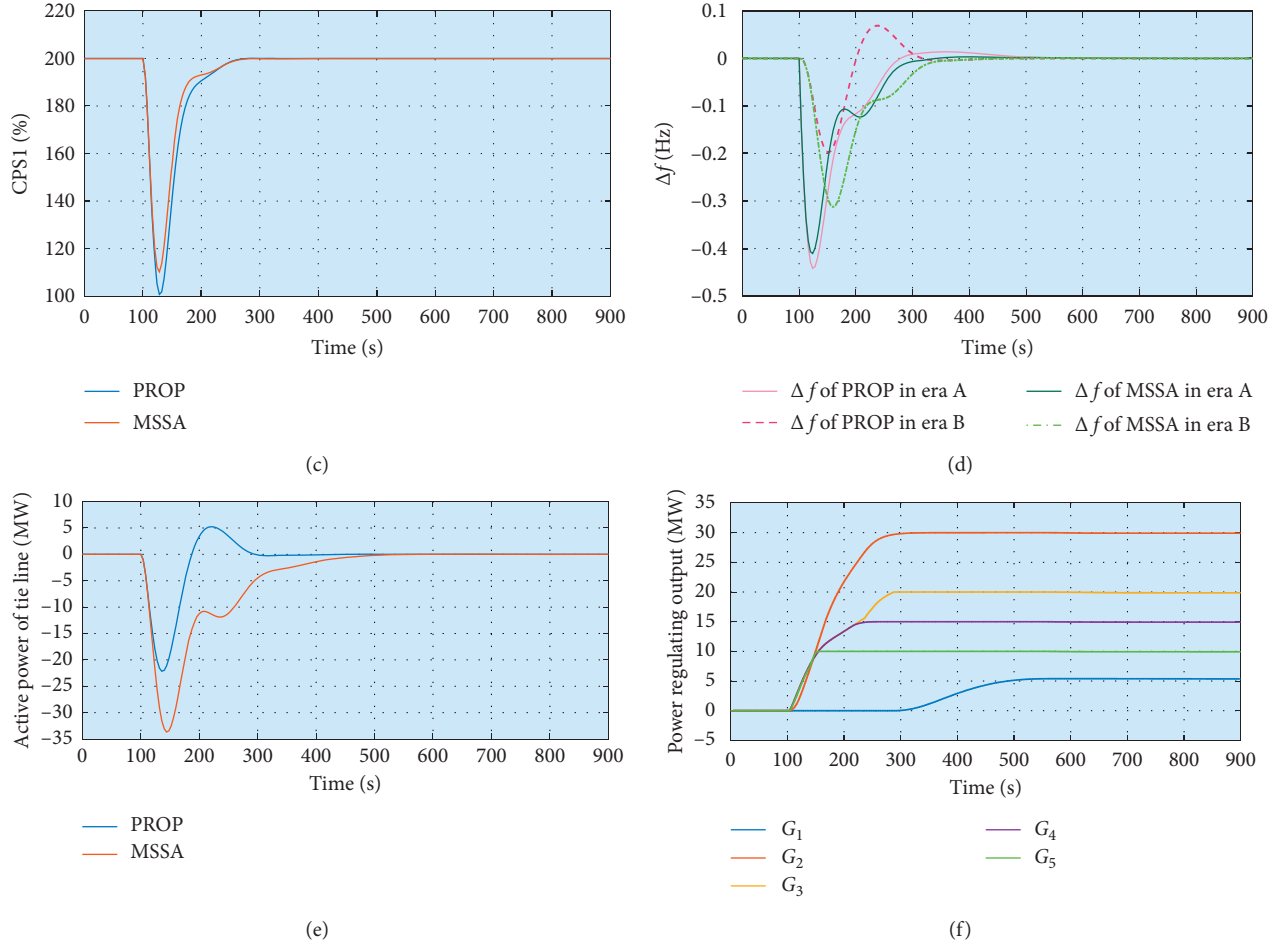 CPS1 (%)
200
180
160
140
120
100
0 100 200 300 400 500 600 700 800 900
Time (s)
PROP
MSSA
(c)
Δf (Hz)
0.1
0
–0.1
–0.2
–0.3
–0.4
–0.5
0 100 200 300 400 500 600 700 800 900
Time (s)
Δ f of PROP in era A
Δ f of PROP in era B
Δ f of MSSA in era A
Δ f of MSSA in era B
(d)
Active power of tie line (MW)
10
5
0
–5
–10
–15
–20
–25
–30
–35
0 100 200 300 400 500 600 700 800 900
Time (s)
PROP
MSSA
(e)
Power regulating output (MW)
35
30
25
20
15
10
5
0
–5
0 100 200 300 400 500 600 700 800 900
Time (s)
G1
G2
G3
G4
G5
(f)